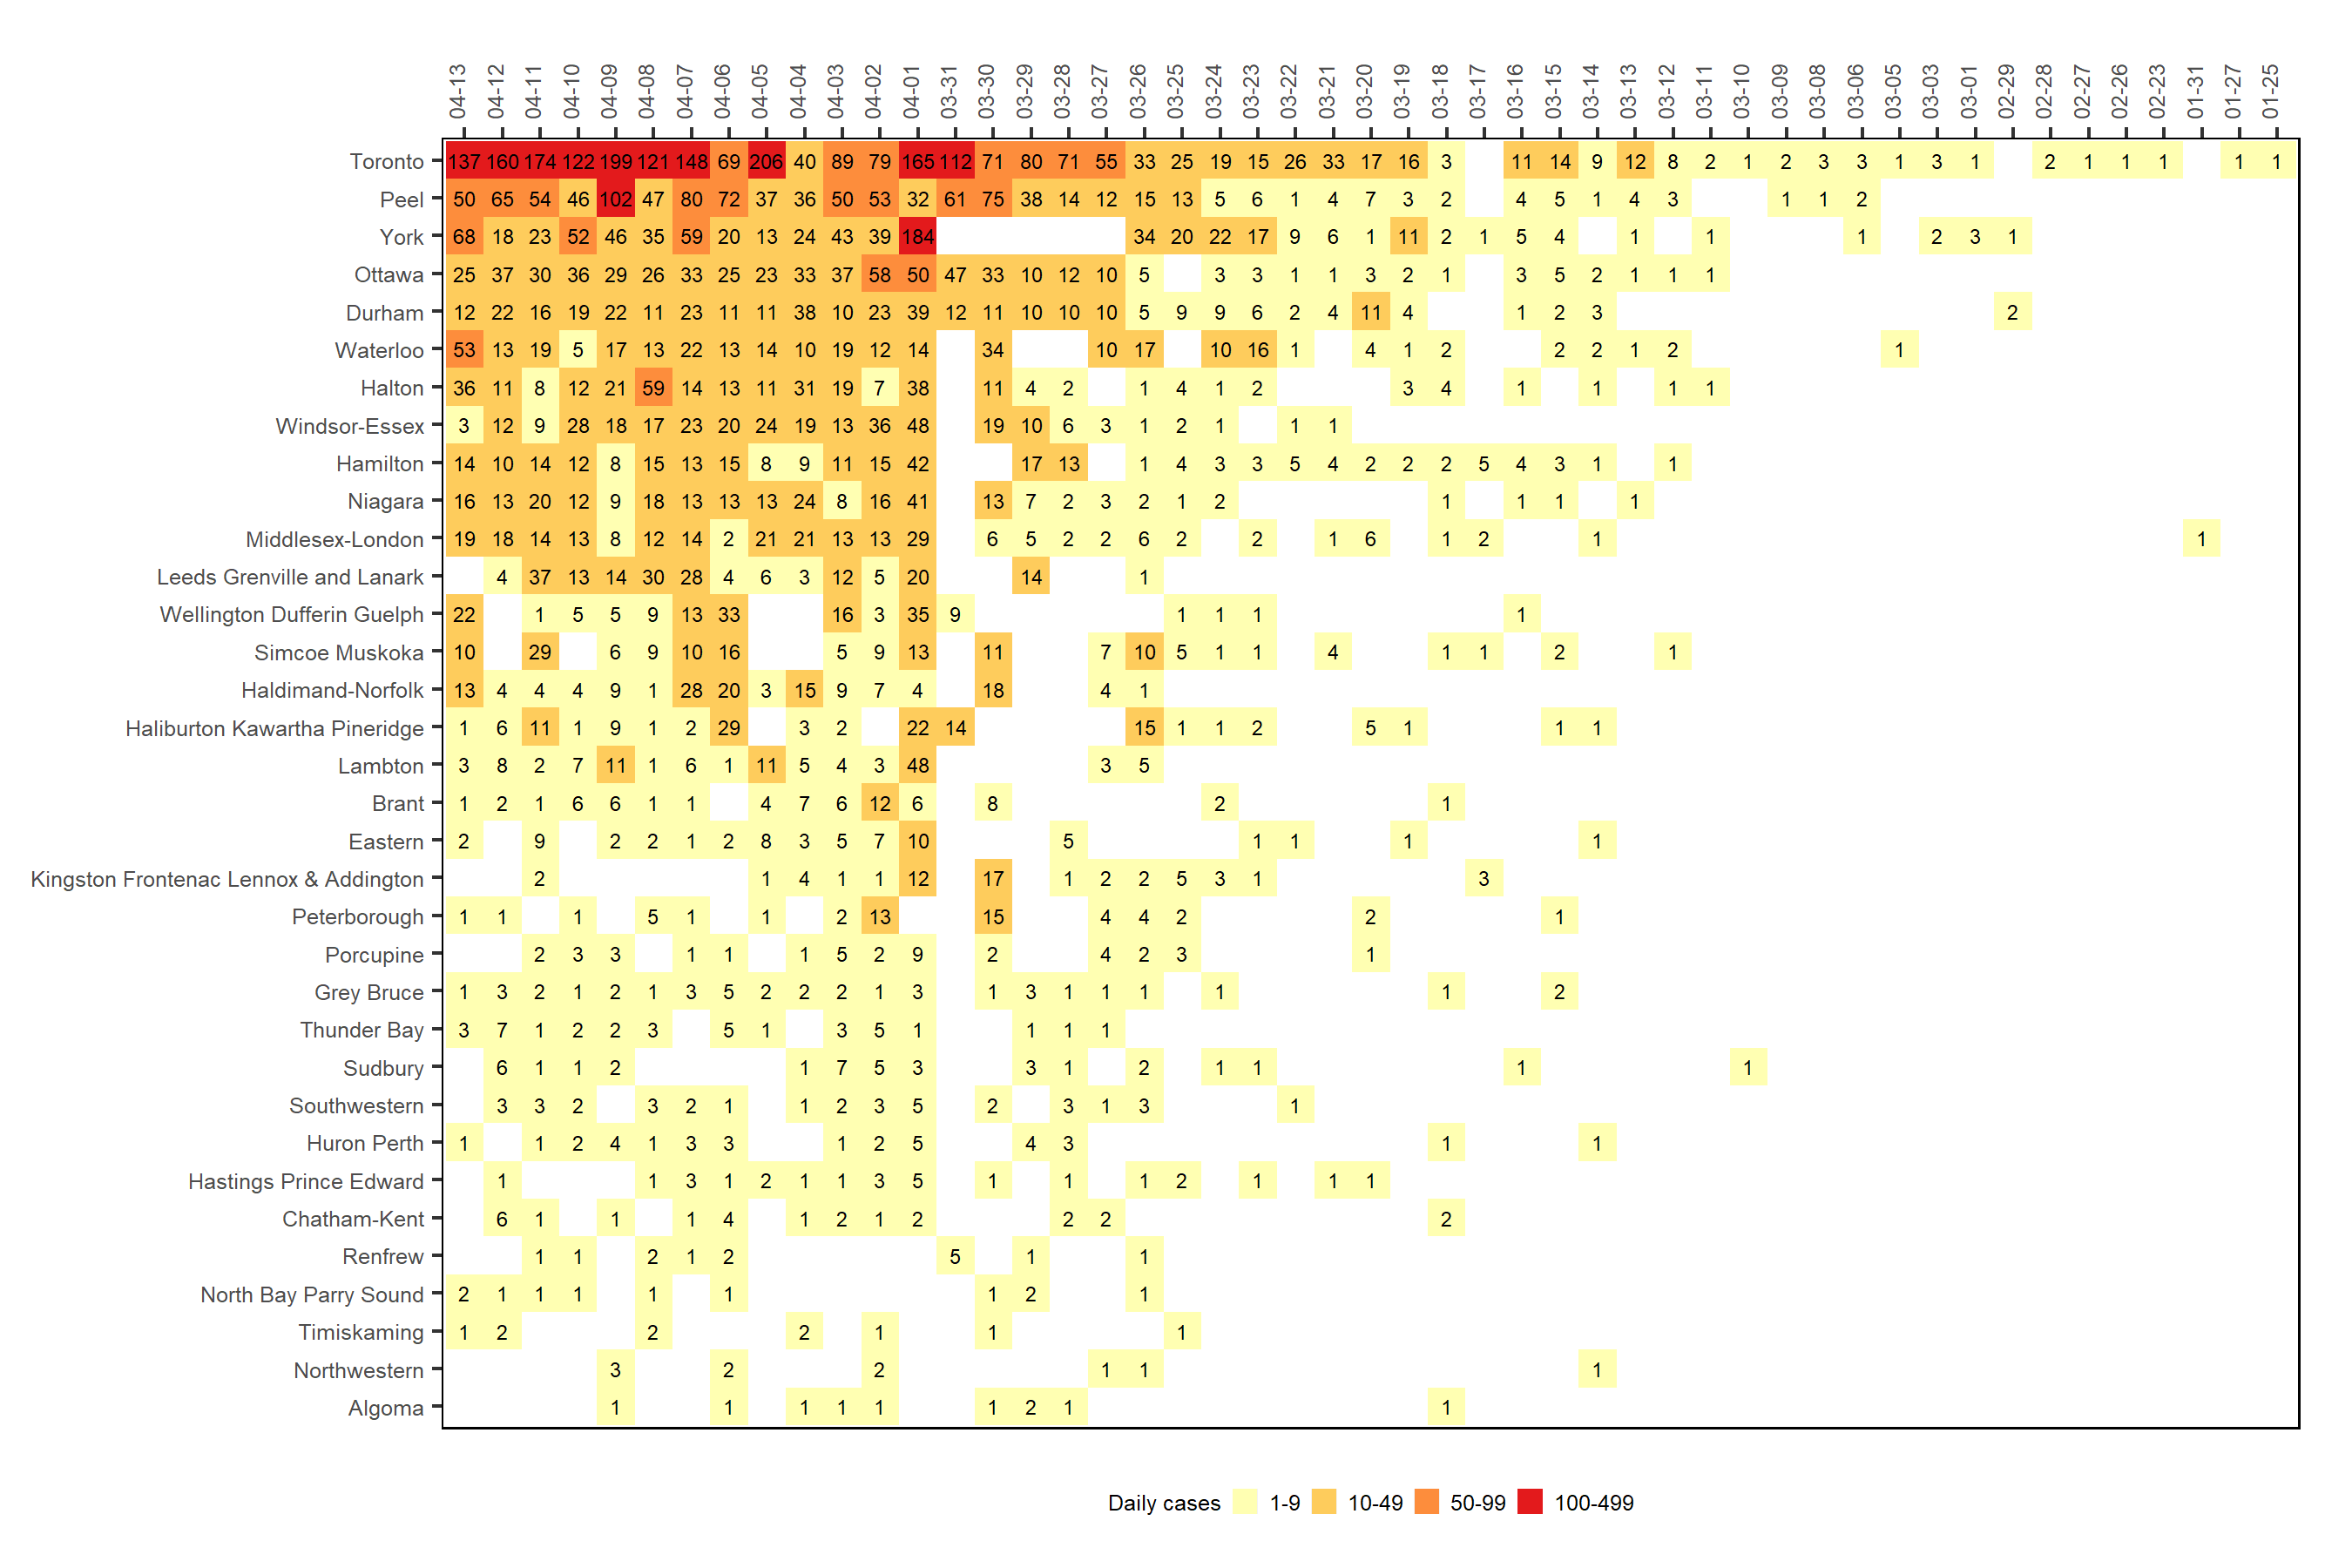 04-13 04-12 04-11 04-10 04-09 04-08 04-07 04-06 04-05 04-04 04-03 04-02 04-01 03-31 03-30 03-29 03-28 03-27 03-26 03-25 03-24 03-23 03-22 03-21 03-20 03-19 03-18 03-17 03-16 03-15 03-14 03-13 03-12 03-11 03-10 03-09 03-08 03-06 03-05 03-03 03-01 02-29 02-28 02-27 02-26 02-23 01-31 01-27 01-25
Toronto 137 160 174 122 199 121 148 69 206 40 89 79 165 112 71 80 71 55 33 25 19 15 26 33 17 16 3 11 14 9 12 8 2 1 2 3 3 1 3 1 2 1 1 1 1 1
Peel 50 65 54 46 102 47 80 72 37 36 50 53 32 61 75 38 14 12 15 13 5 6 1 4 7 3 2 4 5 1 4 3 1 1 2
York 68 18 23 52 46 35 59 20 13 24 43 39 184 34 20 22 17 9 6 1 11 2 1 5 4 1 1 1 2 3 1
Ottawa 25 37 30 36 29 26 33 25 23 33 37 58 50 47 33 10 12 10 5 3 3 1 1 3 2 1 3 5 2 1 1 1
Durham 12 22 16 19 22 11 23 11 11 38 10 23 39 12 11 10 10 10 5 9 9 6 2 4 11 4 1 2 3 2
Waterloo 53 13 19 5 17 13 22 13 14 10 19 12 14 34 10 17 10 16 1 4 1 2 2 2 1 2 1
Halton 36 11 8 12 21 59 14 13 11 31 19 7 38 11 4 2 1 4 1 2 3 4 1 1 1 1
Windsor-Essex 3 12 9 28 18 17 23 20 24 19 13 36 48 19 10 6 3 1 2 1 1 1
Hamilton 14 10 14 12 8 15 13 15 8 9 11 15 42 17 13 1 4 3 3 5 4 2 2 2 5 4 3 1 1
Niagara 16 13 20 12 9 18 13 13 13 24 8 16 41 13 7 2 3 2 1 2 1 1 1 1
Middlesex-London 19 18 14 13 8 12 14 2 21 21 13 13 29 6 5 2 2 6 2 2 1 6 1 2 1 1
Leeds Grenville and Lanark 4 37 13 14 30 28 4 6 3 12 5 20 14 1
Wellington Dufferin Guelph 22 1 5 5 9 13 33 16 3 35 9 1 1 1 1
Simcoe Muskoka 10 29 6 9 10 16 5 9 13 11 7 10 5 1 1 4 1 1 2 1
Haldimand-Norfolk 13 4 4 4 9 1 28 20 3 15 9 7 4 18 4 1
Haliburton Kawartha Pineridge 1 6 11 1 9 1 2 29 3 2 22 14 15 1 1 2 5 1 1 1
Lambton 3 8 2 7 11 1 6 1 11 5 4 3 48 3 5
Brant 1 2 1 6 6 1 1 4 7 6 12 6 8 2 1
Eastern 2 9 2 2 1 2 8 3 5 7 10 5 1 1 1 1
Kingston Frontenac Lennox & Addington 2 1 4 1 1 12 17 1 2 2 5 3 1 3
Peterborough 1 1 1 5 1 1 2 13 15 4 4 2 2 1
Porcupine 2 3 3 1 1 1 5 2 9 2 4 2 3 1
Grey Bruce 1 3 2 1 2 1 3 5 2 2 2 1 3 1 3 1 1 1 1 1 2
Thunder Bay 3 7 1 2 2 3 5 1 3 5 1 1 1 1
Sudbury 6 1 1 2 1 7 5 3 3 1 2 1 1 1 1
Southwestern 3 3 2 3 2 1 1 2 3 5 2 3 1 3 1
Huron Perth 1 1 2 4 1 3 3 1 2 5 4 3 1 1
Hastings Prince Edward 1 1 3 1 2 1 1 3 5 1 1 1 2 1 1 1
Chatham-Kent 6 1 1 1 4 1 2 1 2 2 2 2
Renfrew 1 1 2 1 2 5 1 1
North Bay Parry Sound 2 1 1 1 1 1 1 2 1
Timiskaming 1 2 2 2 1 1 1
Northwestern 3 2 2 1 1 1
Algoma 1 1 1 1 1 1 2 1 1
Daily cases 1-9 10-49 50-99 100-499